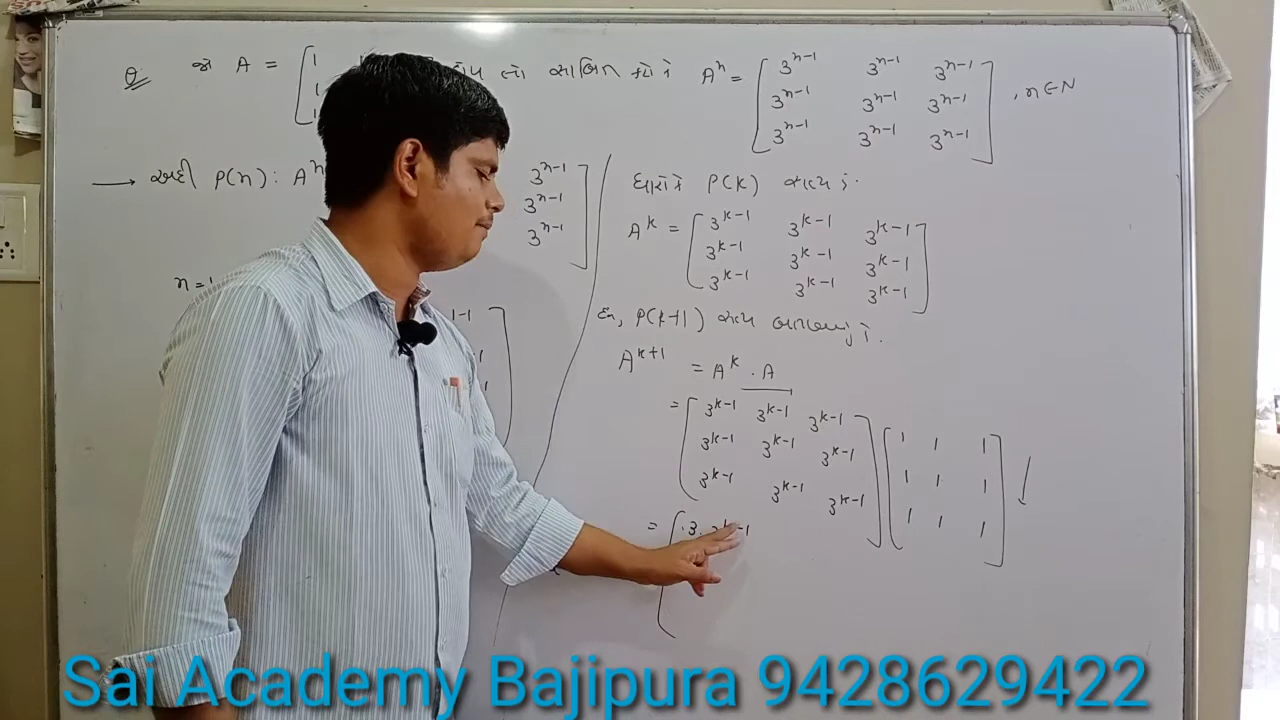 Q જો A = [ 1 તો સાબિત કરો કે Aⁿ = [ 3ⁿ⁻¹ 3ⁿ⁻¹ 3ⁿ⁻¹
1 3ⁿ⁻¹ 3ⁿ⁻¹ 3ⁿ⁻¹ ] , n ∈ N
1 3ⁿ⁻¹ 3ⁿ⁻¹ 3ⁿ⁻¹
→ અહીં P(n) : Aⁿ 3ⁿ⁻¹ ]
3ⁿ⁻¹
3ⁿ⁻¹
n = 1
ધારો કે P(k) સત્ય છે.
Aᵏ = [ 3ᵏ⁻¹ 3ᵏ⁻¹ 3ᵏ⁻¹ ]
3ᵏ⁻¹ 3ᵏ⁻¹ 3ᵏ⁻¹
3ᵏ⁻¹ 3ᵏ⁻¹ 3ᵏ⁻¹
હવે, P(k+1) સત્ય
Aᵏ⁺¹ = Aᵏ · A
= [ 3ᵏ⁻¹ 3ᵏ⁻¹ 3ᵏ⁻¹ ] [ 1 1 1 ]
3ᵏ⁻¹ 3ᵏ⁻¹ 3ᵏ⁻¹ 1 1 1
3ᵏ⁻¹ 3ᵏ⁻¹ 3ᵏ⁻¹ 1 1 1
= [ 3 .
Sai Academy Bajipura 9428629422